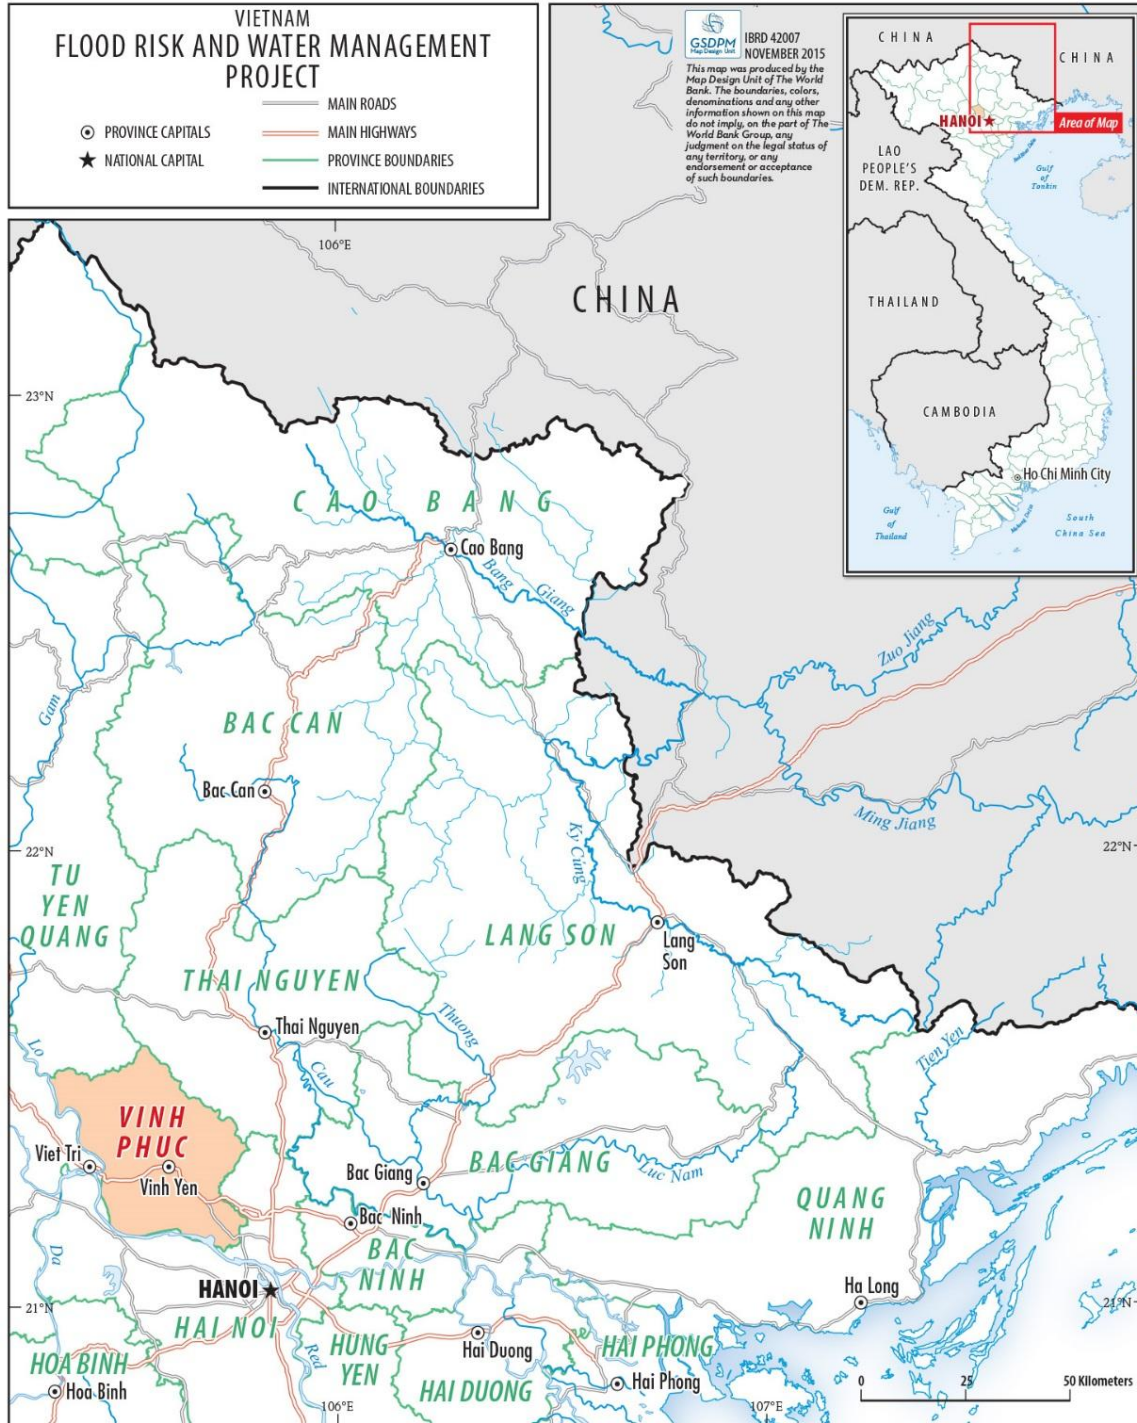 VIETNAM
FLOOD RISK AND WATER MANAGEMENT
PROJECT
MAIN ROADS
PROVINCE CAPITALS
MAIN HIGHWAYS
NATIONAL CAPITAL
PROVINCE BOUNDARIES
INTERNATIONAL BOUNDARIES
GSDPM
Map Design Unit
IBRD 42007
NOVEMBER 2015
This map was produced by the
Map Design Unit of The World
Bank. The boundaries, colors,
denominations and any other
information shown on this map
do not imply, on the part of The
World Bank Group, any
judgment on the legal status of
any territory, or any
endorsement or acceptance
of such boundaries.
CHINA
CHINA
HANOI
Area of Map
LAO
PEOPLE'S
DEM. REP.
Gulf
of
Tonkin
THAILAND
CAMBODIA
Ho Chi Minh City
Gulf
of
Thailand
Mekong Delta
South
China Sea
106°E
CHINA
23°N
CAO BANG
Cao Bang
Bang
Giang
Zuo Jiang
Gam
BAC CAN
Bac Can
Ky Cung
Ming Jiang
22°N
22°N
TU
YEN
QUANG
LANG SON
Lang
Son
THAI NGUYEN
Thai Nguyen
Thuong
Tien Yen
Lo
Cau
VINH
PHUC
Viet Tri
Vinh Yen
Bac Giang
BAC GIANG
Luc Nam
QUANG
NINH
Bac Ninh
BAC
NINH
Da
HANOI
HAI NOI
Ha Long
21°N
21°N
Red
HUNG
YEN
Hai Duong
HAI PHONG
HOA BINH
Hoa Binh
HAI DUONG
Hai Phong
0 25 50 Kilometers
106°E
107°E